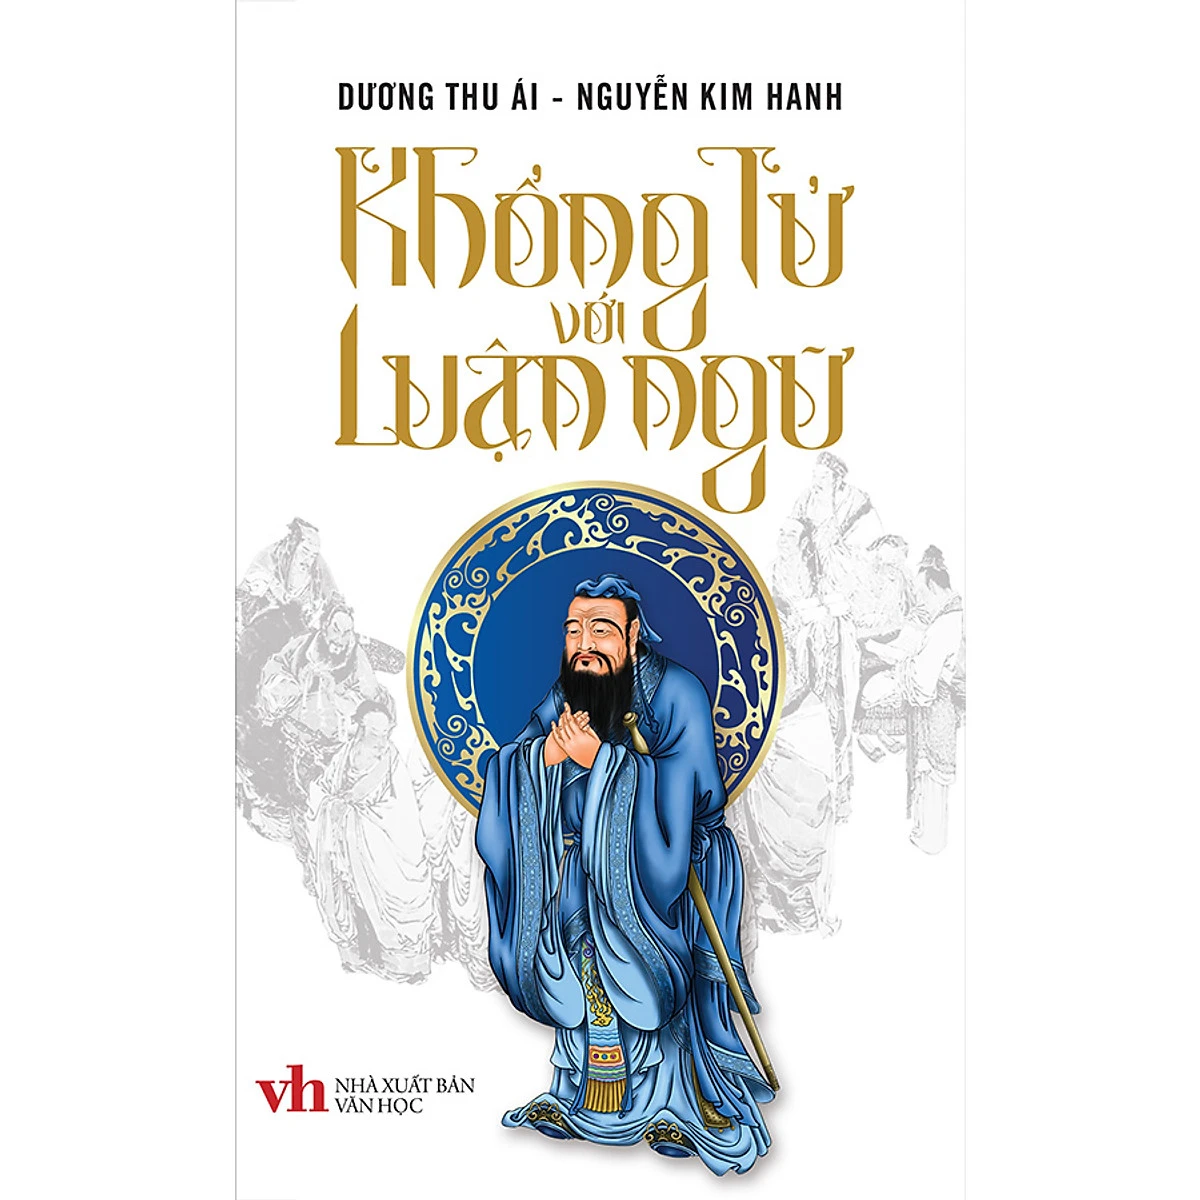 DƯƠNG THU ÁI - NGUYỄN KIM HANH
Khổng Tử
với
Luận ngữ
vh NHÀ XUẤT BẢN
VĂN HỌC